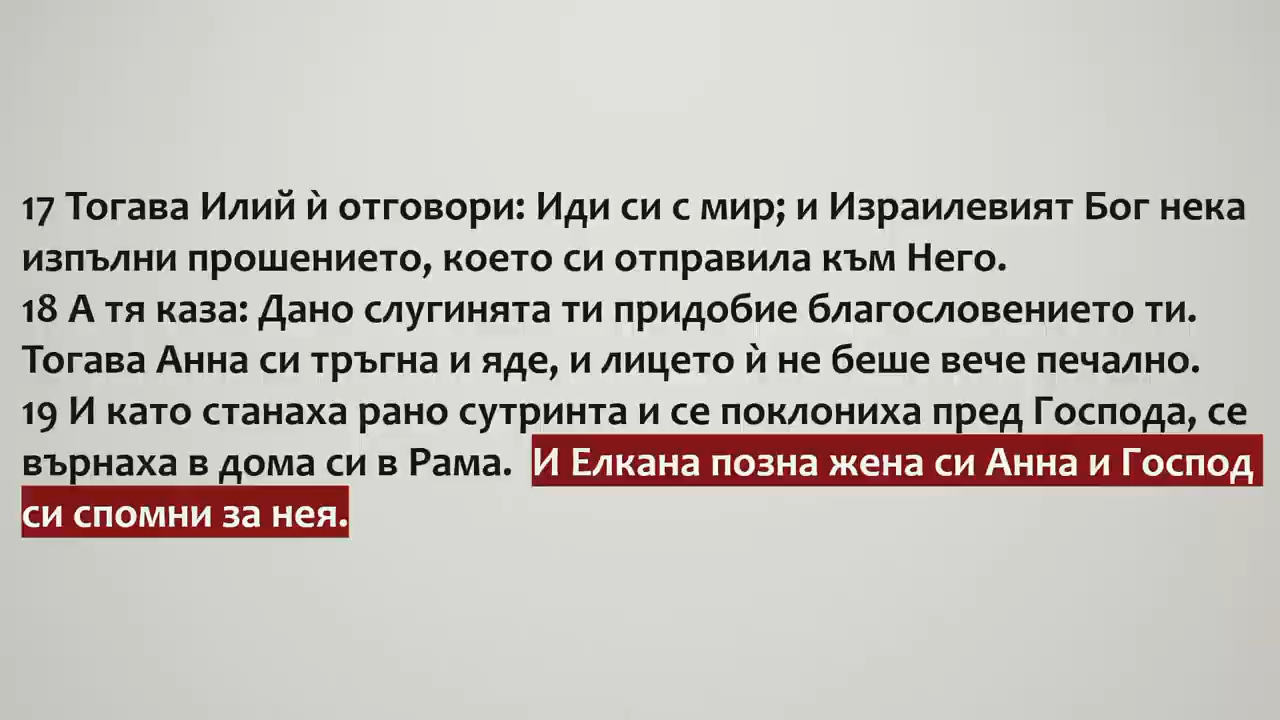 17 Тогава Илий ѝ отговори: Иди си с мир; и Израилевият Бог нека
изпълни прошението, което си отправила към Него.
18 А тя каза: Дано слугинята ти придобие благословението ти.
Тогава Анна си тръгна и яде, и лицето ѝ не беше вече печално.
19 И като станаха рано сутринта и се поклониха пред Господа, се
върнаха в дома си в Рама. И Елкана позна жена си Анна и Господ
си спомни за нея.